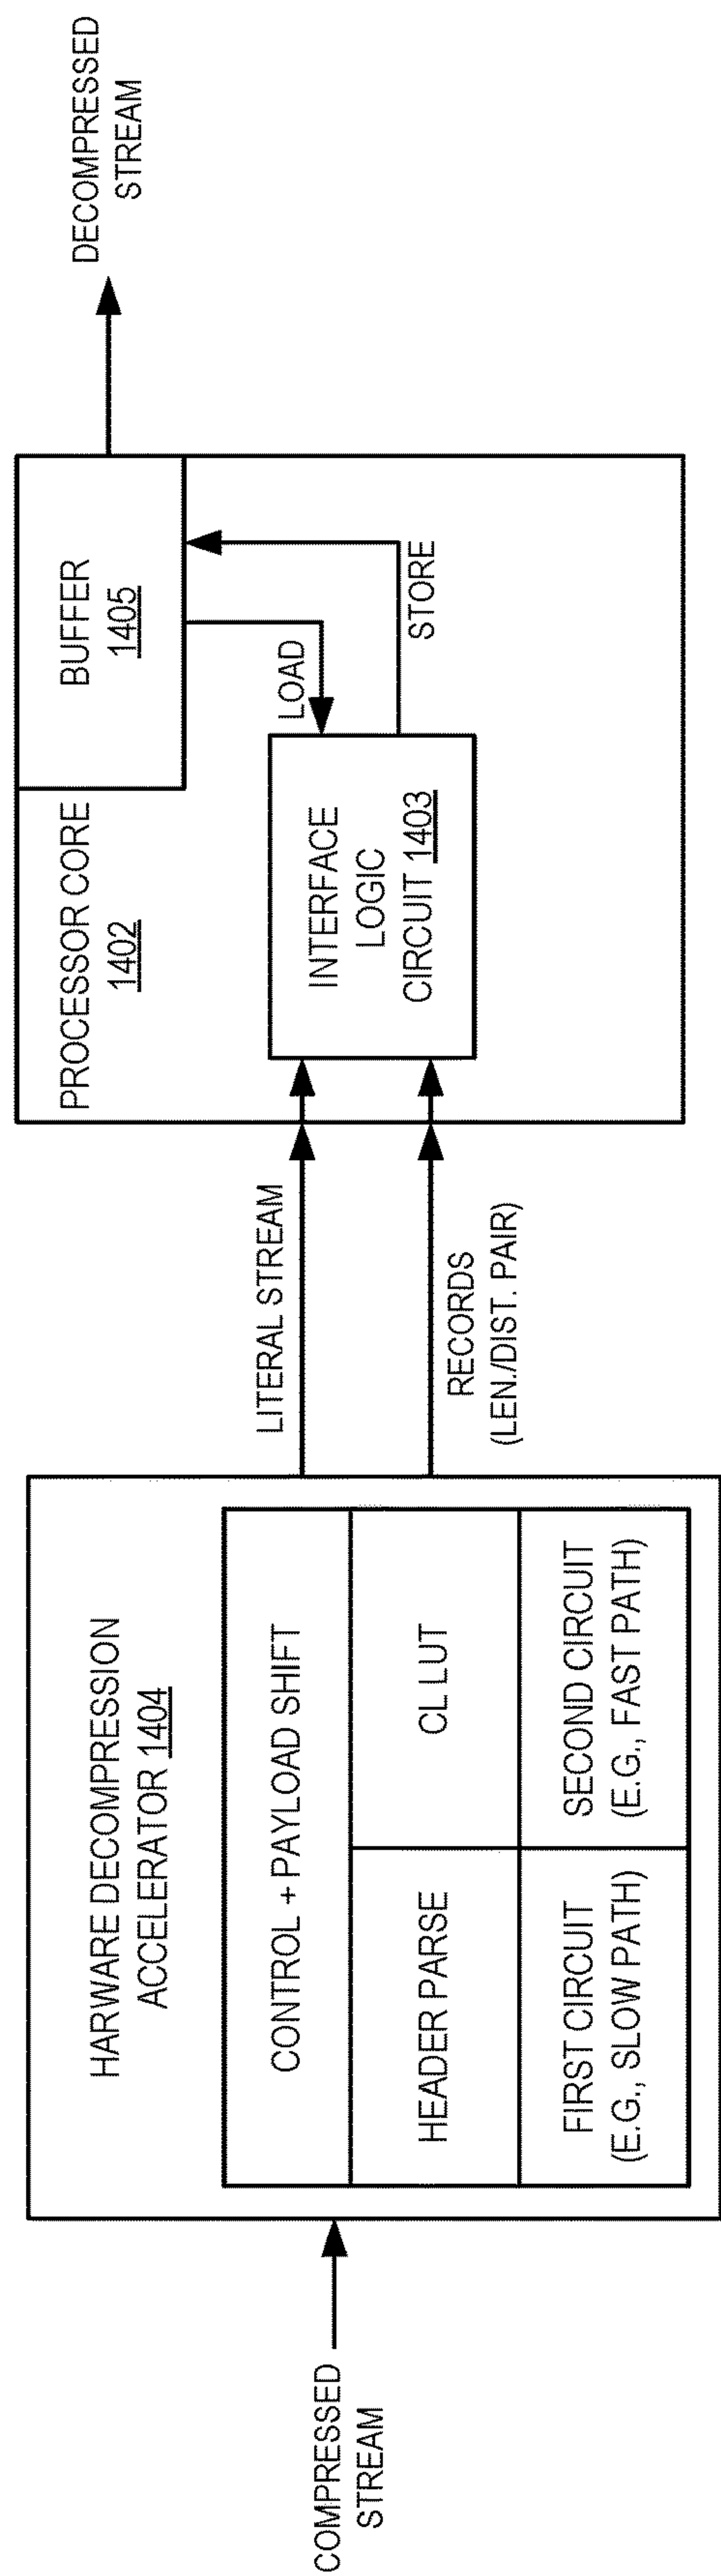 COMPRESSED
STREAM
HARWARE DECOMPRESSION
ACCELERATOR 1404
CONTROL + PAYLOAD SHIFT
HEADER PARSE
CL LUT
FIRST CIRCUIT
(E.G., SLOW PATH)
SECOND CIRCUIT
(E.G., FAST PATH)
LITERAL STREAM
RECORDS
(LEN./DIST. PAIR)
PROCESSOR CORE
1402
INTERFACE
LOGIC
CIRCUIT 1403
LOAD
STORE
BUFFER
1405
DECOMPRESSED
STREAM